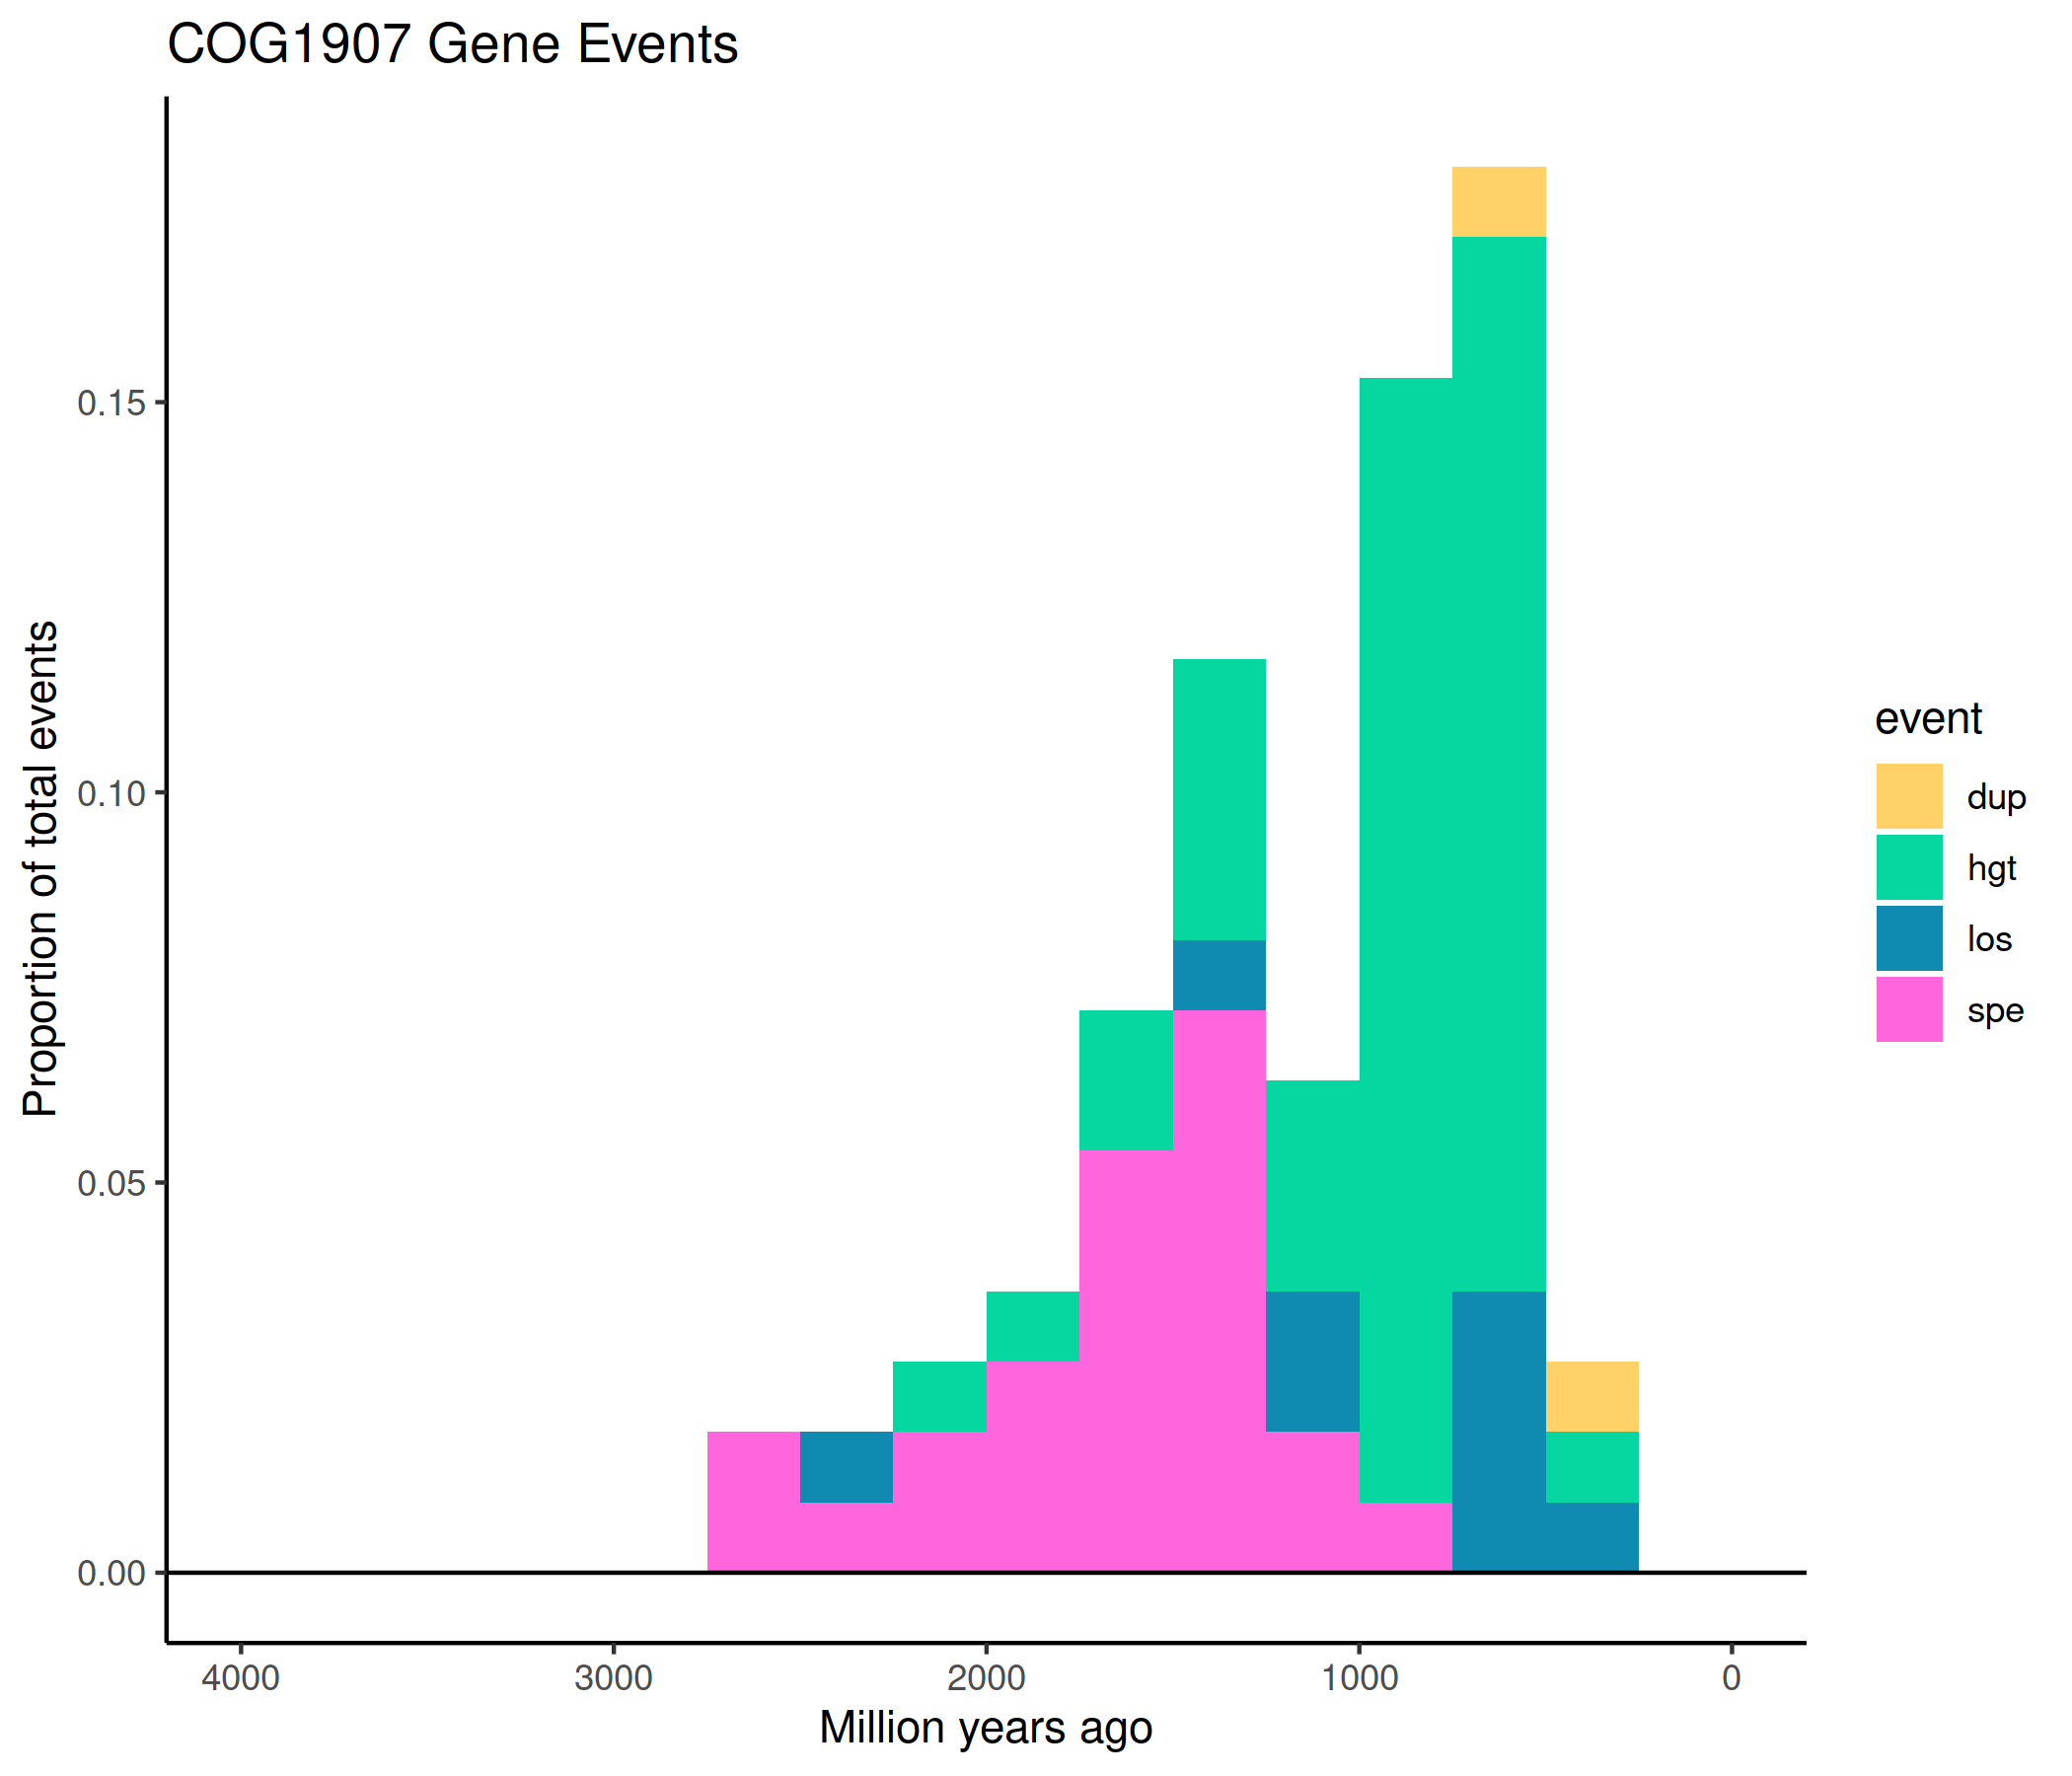 COG1907 Gene Events
Proportion of total events
0.15
0.10
0.05
0.00
4000 3000 2000 1000 0
Million years ago
event
dup
hgt
los
spe